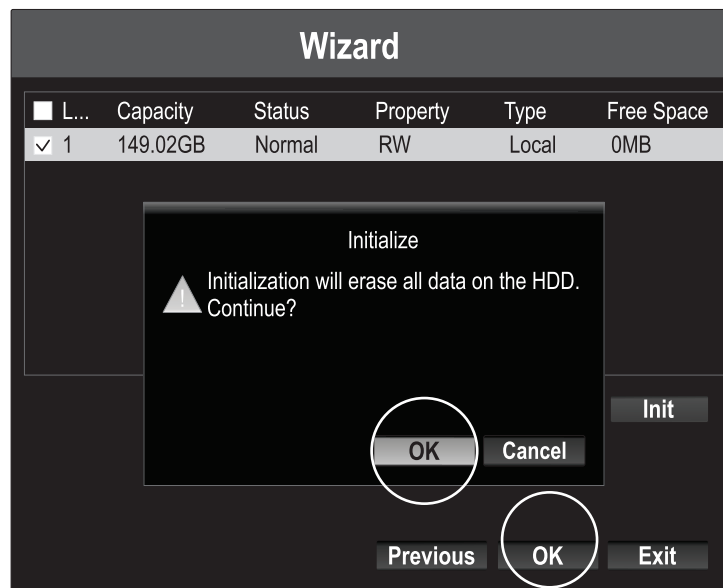 Wizard
L... Capacity Status Property Type Free Space
1 149.02GB Normal RW Local 0MB
Initialize
! Initialization will erase all data on the HDD.
Continue?
Init
OK Cancel
Previous OK Exit